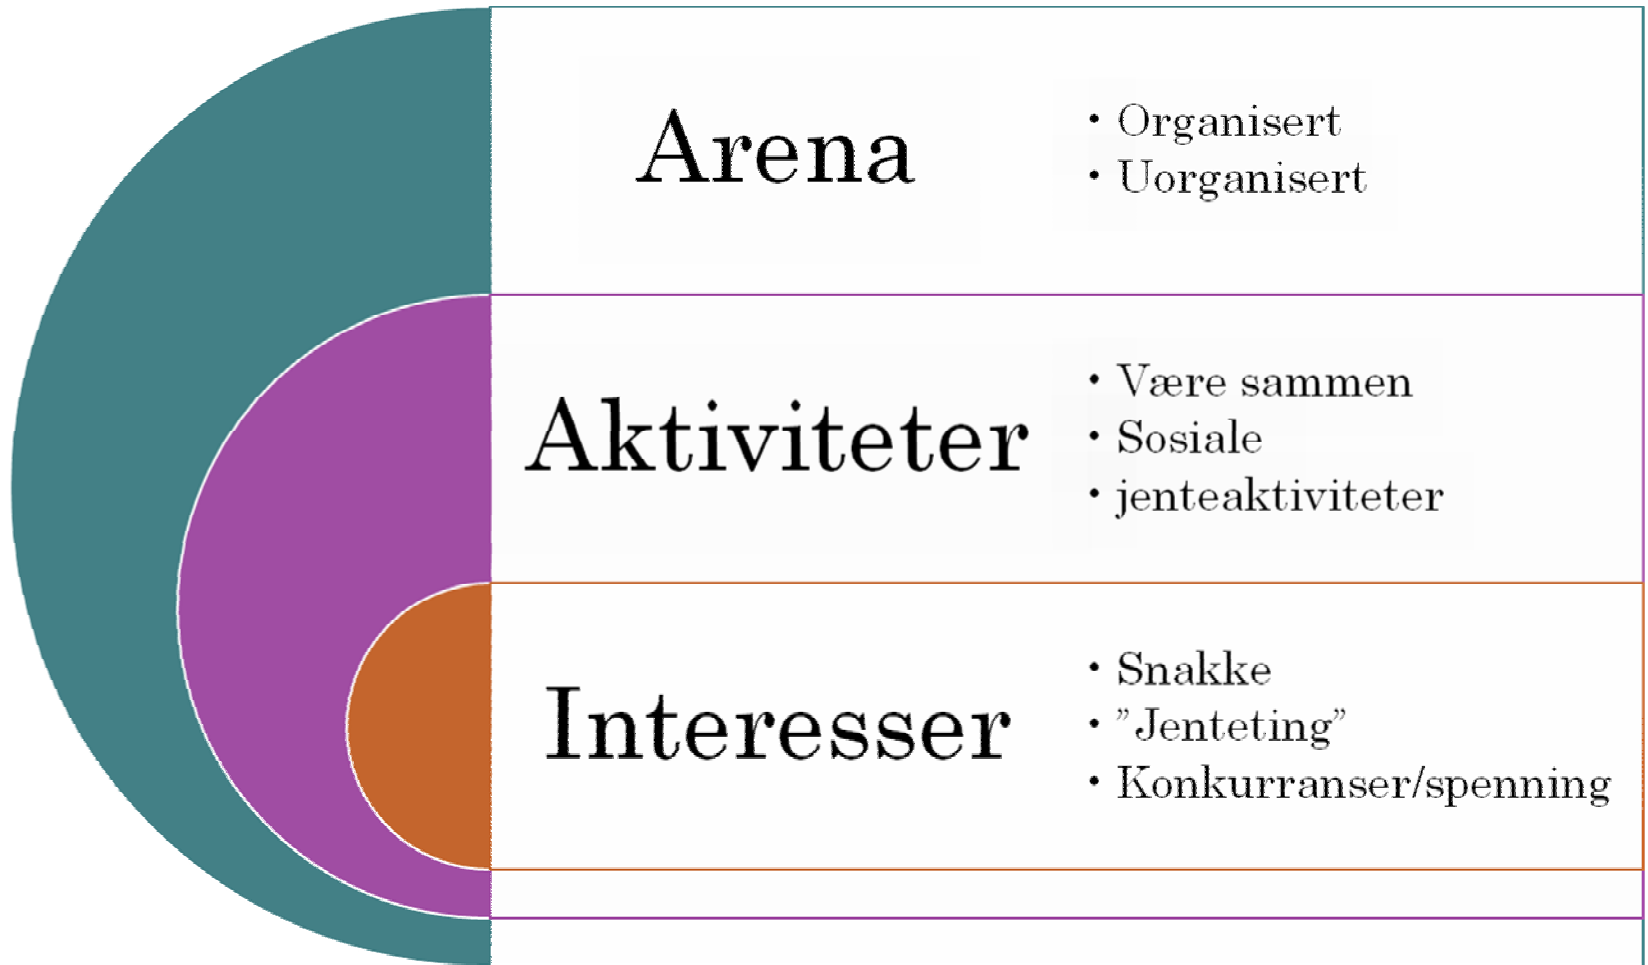 Arena
• Organisert
• Uorganisert
Aktiviteter
• Være sammen
• Sosiale
• jenteaktiviteter
Interesser
• Snakke
• ”Jenteting”
• Konkurranser/spenning